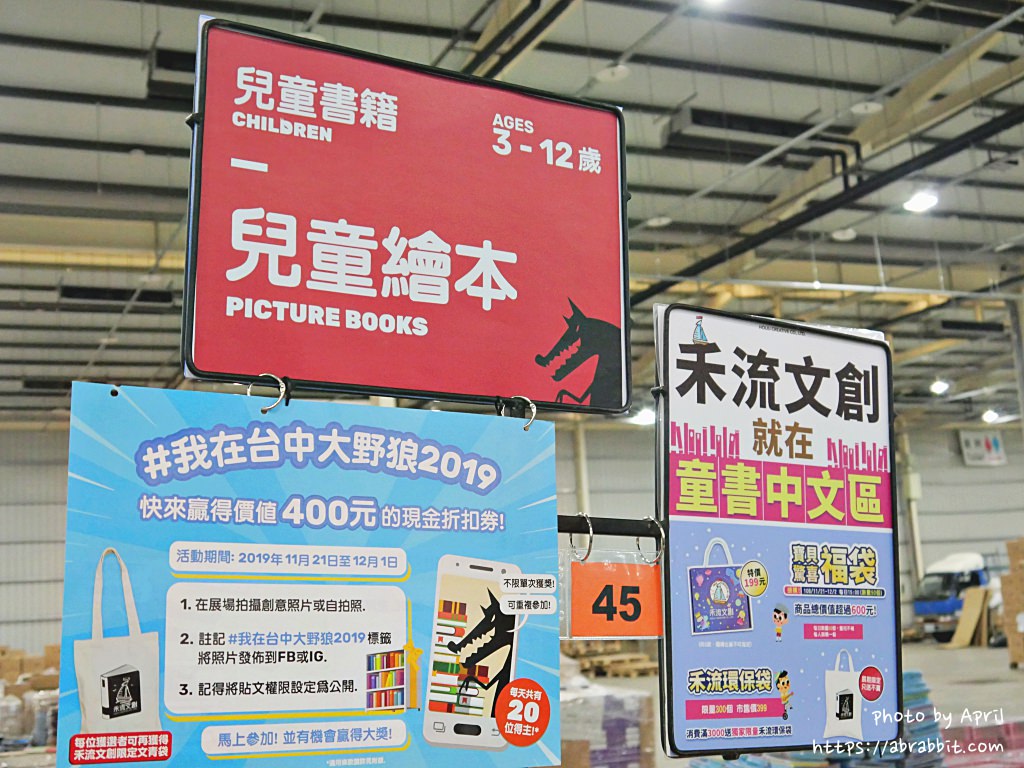 兒童書籍
CHILDREN
AGES
3 - 12 歲
兒童繪本
PICTURE BOOKS
#我在台中大野狼2019
快來贏得價值 400元 的現金折扣券!
活動期間: 2019年11月21日至12月1日
1. 在展場拍攝創意照片或自拍照.
2. 註記 #我在台中大野狼2019 標籤
將照片發佈到FB或IG.
3. 記得將貼文權限設定為公開.
馬上參加! 並有機會贏得大獎!
不限單次獲獎!
可重複參加!
每天共有
20
位得主!*
禾流文創
每位獲選者可再獲得
禾流文創限定文青袋
45
禾流文創
就在
童書中文區
特價
199元
禾流文創
寶貝
驚喜
福袋
商品總價值超過600元!
禾流環保袋
限量300個 市售價399
消費滿3000送獨家限量禾流環保袋
photo by April
https://abrabbit.com